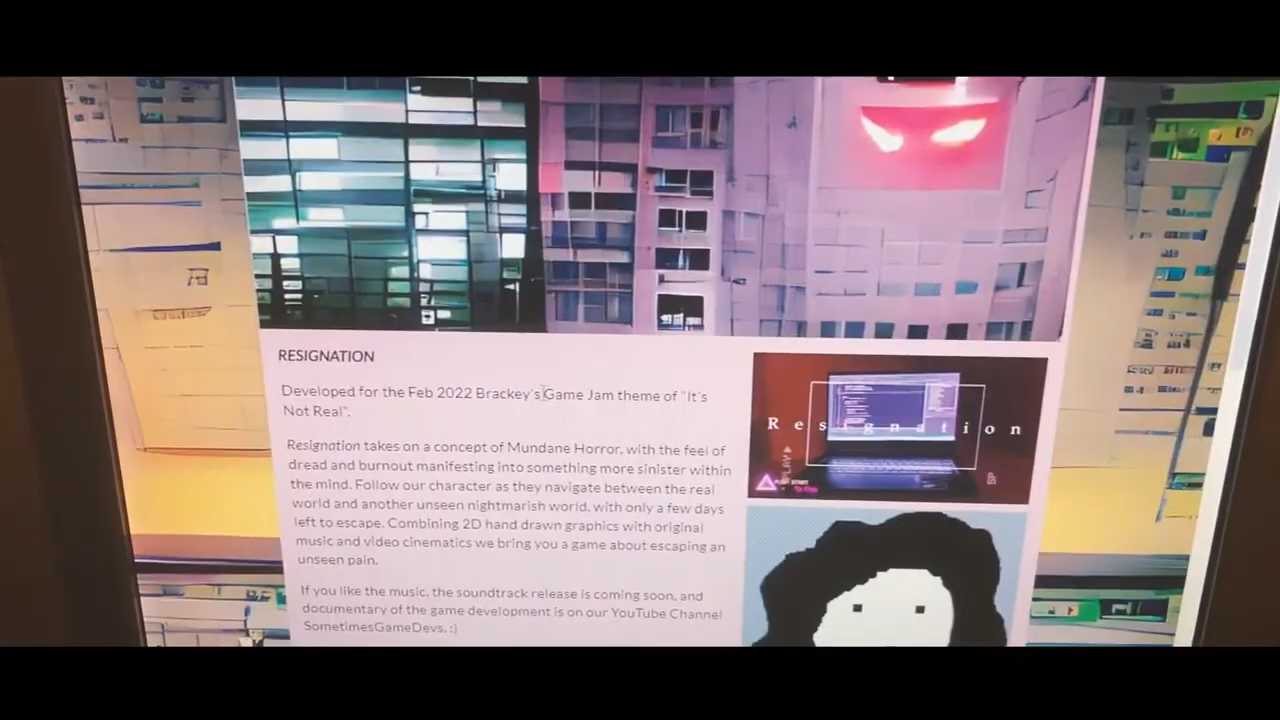 RESIGNATION
Developed for the Feb 2022 Brackey's Game Jam theme of "It's
Not Real".
Resignation takes on a concept of Mundane Horror, with the feel of
dread and burnout manifesting into something more sinister within
the mind. Follow our character as they navigate between the real
world and another unseen nightmarish world, with only a few days
left to escape. Combining 2D hand drawn graphics with original
music and video cinematics we bring you a game about escaping an
unseen pain.
If you like the music, the soundtrack release is coming soon, and
documentary of the game development is on our YouTube Channel
SometimesGameDevs. :)
Resignation
PLAY
PUSH START